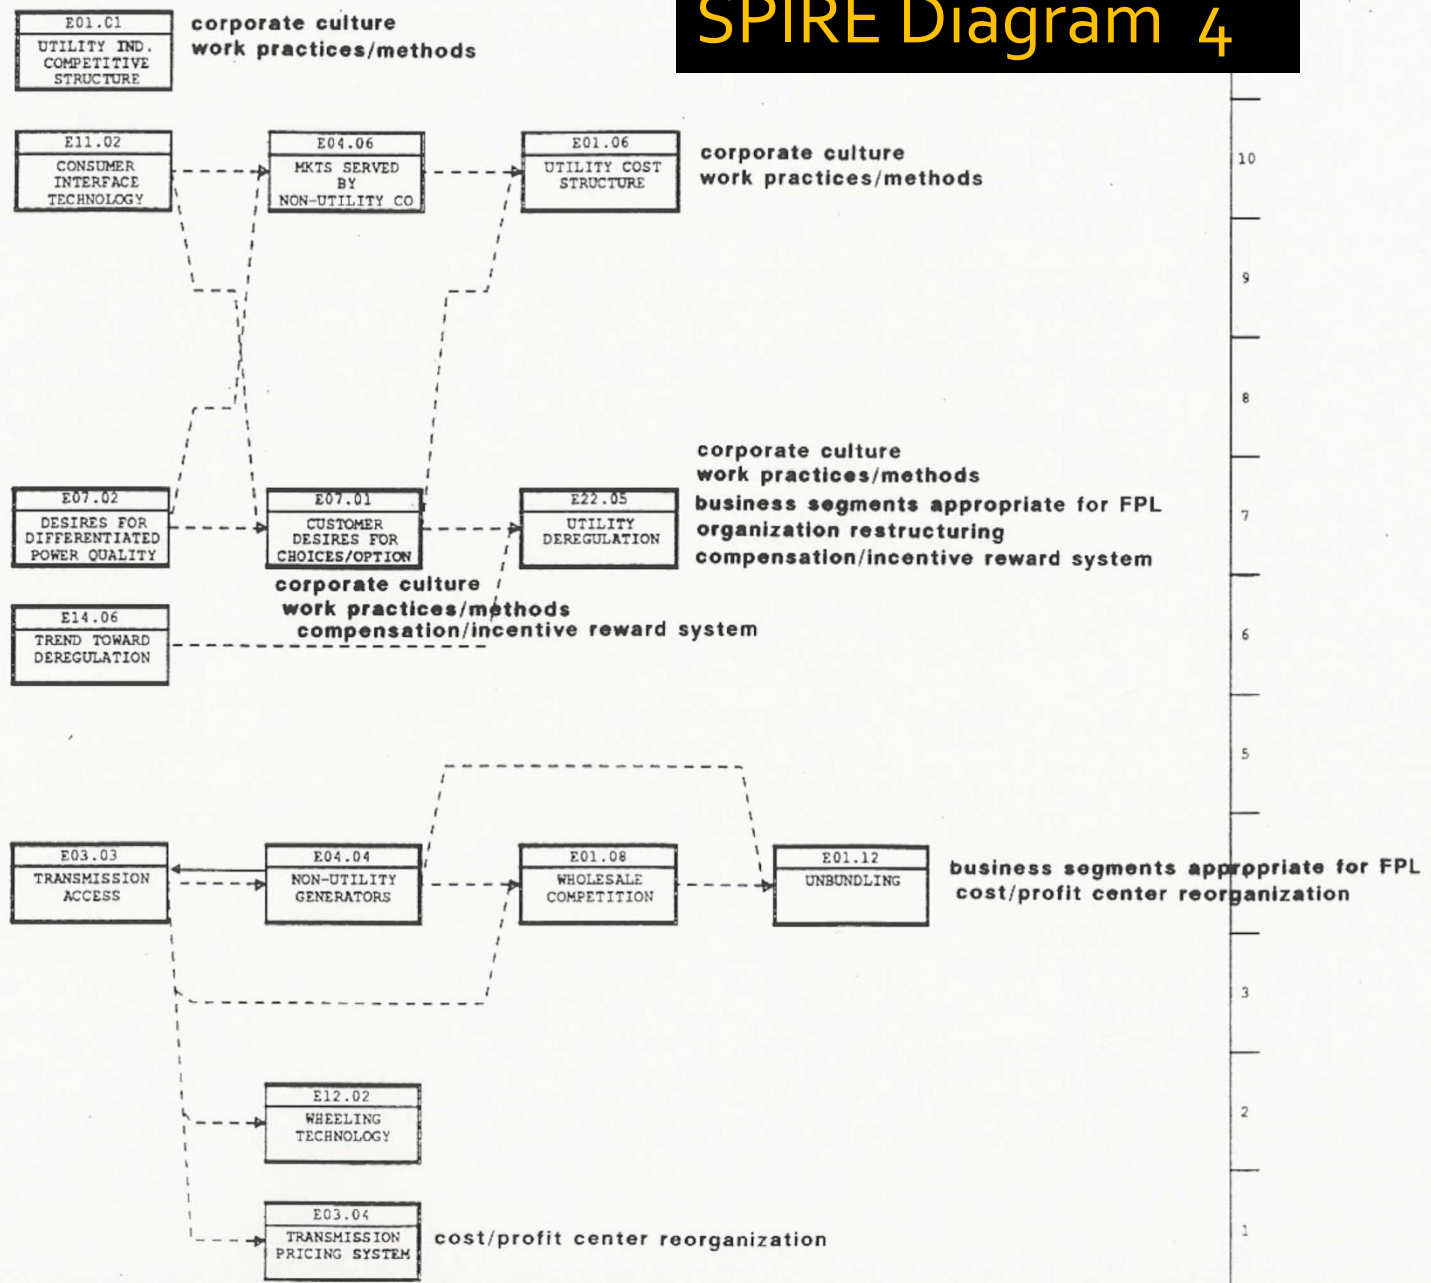 SPIRE Diagram 4
E01.C1
UTILITY IND.
COMPETITIVE
STRUCTURE
corporate culture
work practices/methods
E11.02
CONSUMER
INTERFACE
TECHNOLOGY
E04.06
MKTS SERVED
BY
NON-UTILITY CO
E01.06
UTILITY COST
STRUCTURE
corporate culture
work practices/methods
10
9
8
E07.02
DESIRES FOR
DIFFERENTIATED
POWER QUALITY
E07.01
CUSTOMER
DESIRES FOR
CHOICES/OPTION
corporate culture
work practices/methods
compensation/incentive reward system
E22.05
UTILITY
DEREGULATION
corporate culture
work practices/methods
business segments appropriate for FPL
organization restructuring
compensation/incentive reward system
7
E14.06
TREND TOWARD
DEREGULATION
6
5
E03.03
TRANSMISSION
ACCESS
E04.04
NON-UTILITY
GENERATORS
E01.08
WHOLESALE
COMPETITION
E01.12
UNBUNDLING
business segments appropriate for FPL
cost/profit center reorganization
3
E12.02
WHEELING
TECHNOLOGY
2
E03.04
TRANSMISSION
PRICING SYSTEM
cost/profit center reorganization
1